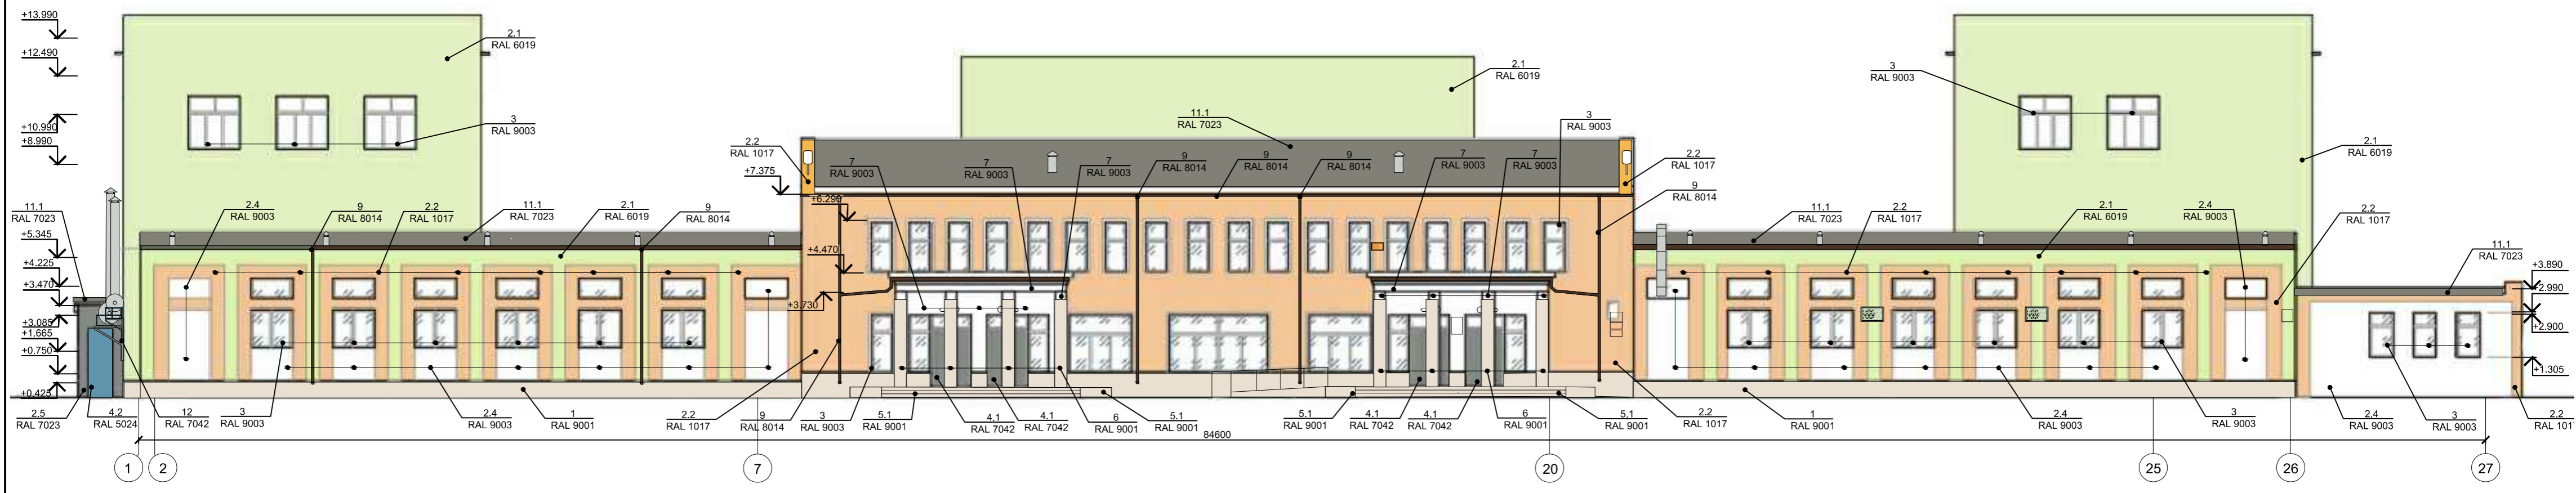 +13.990
+12.490
+10.990
+8.990
2.1
RAL 6019
3
RAL 9003
2.1
RAL 6019
11.1
RAL 7023
3
RAL 9003
3
RAL 9003
2.1
RAL 6019
2.2
RAL 1017
+7.375
7
RAL 9003
7
RAL 9003
7
RAL 9003
9
RAL 8014
9
RAL 8014
9
RAL 8014
7
RAL 9003
7
RAL 9003
2.2
RAL 1017
9
RAL 8014
11.1
RAL 7023
2.4
RAL 9003
9
RAL 8014
2.2
RAL 1017
11.1
RAL 7023
2.1
RAL 6019
9
RAL 8014
+6.299
+4.470
+3.730
11.1
RAL 7023
2.2
RAL 1017
2.1
RAL 6019
2.4
RAL 9003
2.2
RAL 1017
11.1
RAL 7023
+5.345
+4.225
+3.470
+3.085
+1.665
+0.750
+0.425
+3.890
+2.990
+2.900
+1.305
2.5
RAL 7023
4.2
RAL 5024
12
RAL 7042
3
RAL 9003
2.4
RAL 9003
1
RAL 9001
2.2
RAL 1017
9
RAL 8014
3
RAL 9003
5.1
RAL 9001
4.1
RAL 7042
4.1
RAL 7042
6
RAL 9001
5.1
RAL 9001
5.1
RAL 9001
4.1
RAL 7042
4.1
RAL 7042
6
RAL 9001
5.1
RAL 9001
2.2
RAL 1017
1
RAL 9001
2.4
RAL 9003
3
RAL 9003
2.4
RAL 9003
3
RAL 9003
2.2
RAL 101
84600
1 2 7 20 25 26 27